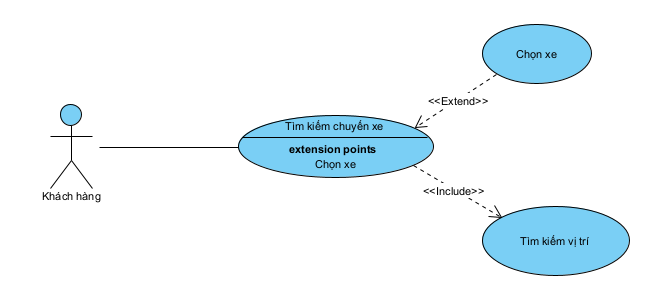 Chọn xe
<<Extend>>
Tìm kiếm chuyến xe
extension points
Chọn xe
<<Include>>
Khách hàng
Tìm kiếm vị trí